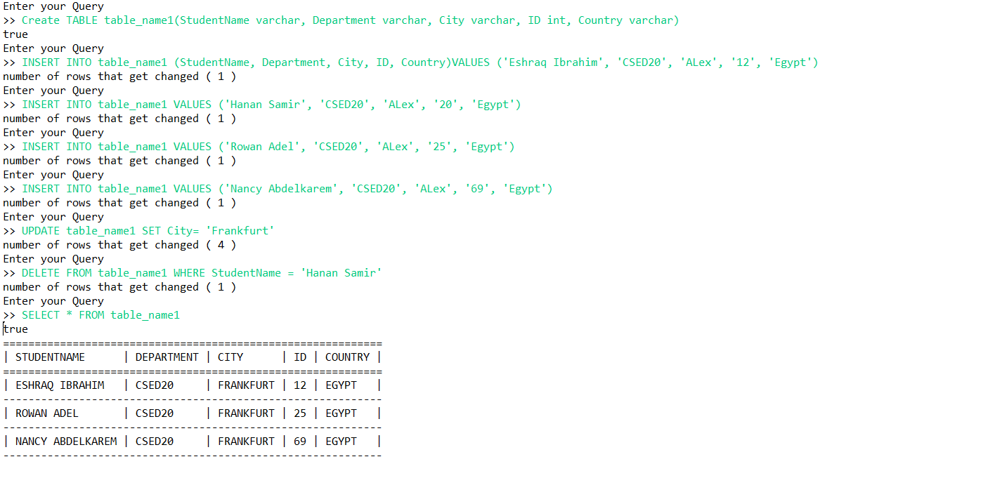 Enter your Query
>> Create TABLE table_name1(StudentName varchar, Department varchar, City varchar, ID int, Country varchar)
true
Enter your Query
>> INSERT INTO table_name1 (StudentName, Department, City, ID, Country)VALUES ('Eshraq Ibrahim', 'CSED20', 'ALex', '12', 'Egypt')
number of rows that get changed ( 1 )
Enter your Query
>> INSERT INTO table_name1 VALUES ('Hanan Samir', 'CSED20', 'ALex', '20', 'Egypt')
number of rows that get changed ( 1 )
Enter your Query
>> INSERT INTO table_name1 VALUES ('Rowan Adel', 'CSED20', 'ALex', '25', 'Egypt')
number of rows that get changed ( 1 )
Enter your Query
>> INSERT INTO table_name1 VALUES ('Nancy Abdelkarem', 'CSED20', 'ALex', '69', 'Egypt')
number of rows that get changed ( 1 )
Enter your Query
>> UPDATE table_name1 SET City= 'Frankfurt'
number of rows that get changed ( 4 )
Enter your Query
>> DELETE FROM table_name1 WHERE StudentName = 'Hanan Samir'
number of rows that get changed ( 1 )
Enter your Query
>> SELECT * FROM table_name1
true
============================================================
| STUDENTNAME      | DEPARTMENT | CITY      | ID | COUNTRY |
============================================================
| ESHRAQ IBRAHIM   | CSED20     | FRANKFURT | 12 | EGYPT   |
------------------------------------------------------------
| ROWAN ADEL       | CSED20     | FRANKFURT | 25 | EGYPT   |
------------------------------------------------------------
| NANCY ABDELKAREM | CSED20     | FRANKFURT | 69 | EGYPT   |
------------------------------------------------------------